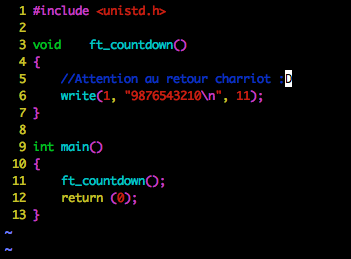 1 #include <unistd.h>
2
3 void    ft_countdown()
4 {
5     //Attention au retour charriot :D
6     write(1, "9876543210\n", 11);
7 }
8
9 int main()
10 {
11     ft_countdown();
12     return (0);
13 }
~
~